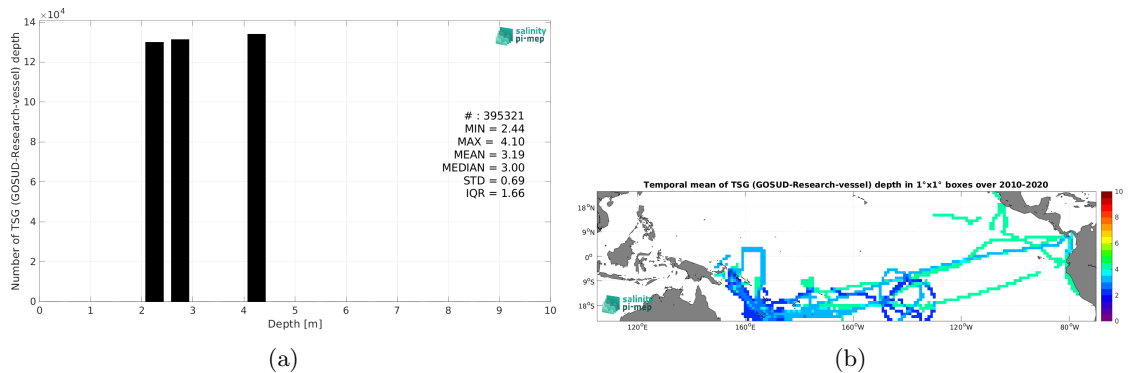 ×10⁴
14
12
10
8
6
4
2
0
Number of TSG (GOSUD-Research-vessel) depth
salinity
pi-mep
# : 395321
MIN = 2.44
MAX = 4.10
MEAN = 3.19
MEDIAN = 3.00
STD = 0.69
IQR = 1.66
0 1 2 3 4 5 6 7 8 9 10
Depth [m]
(a)
Temporal mean of TSG (GOSUD-Research-vessel) depth in 1°x1° boxes over 2010-2020
18°N
9°N
0°
9°S
18°S
salinity
pi-mep
120°E 160°E 160°W 120°W 80°W
10
8
6
4
2
0
(b)